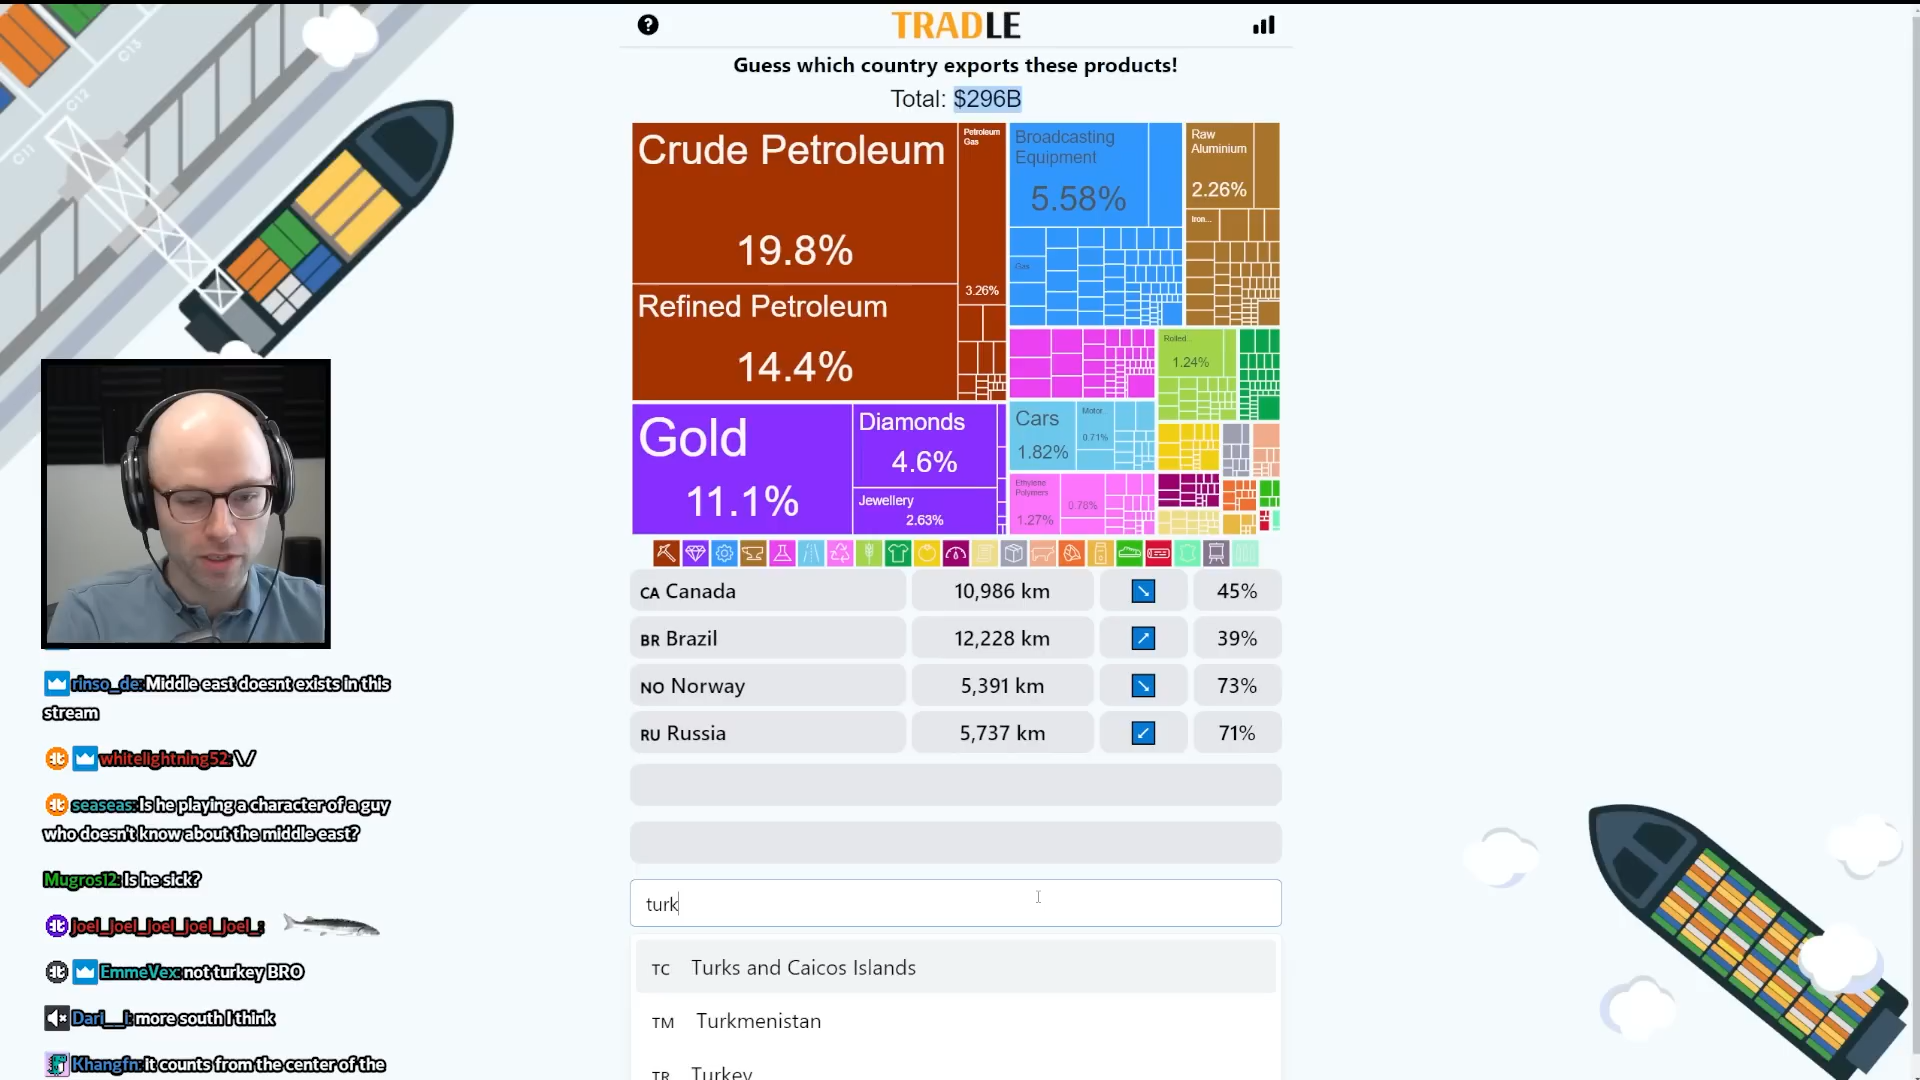 C13
C12
C11
TRADLE
Guess which country exports these products!
Total: $296B
Crude Petroleum
19.8%
Petroleum
Gas
3.26%
Refined Petroleum
14.4%
Gold
11.1%
Diamonds
4.6%
Jewellery
2.63%
Broadcasting
Equipment
5.58%
Gas
Raw
Aluminium
2.26%
Iron...
Rolled...
1.24%
Cars
1.82%
Motor...
0.71%
Ethylene
Polymers
1.27%
0.78%
CA Canada 10,986 km 45%
BR Brazil 12,228 km 39%
NO Norway 5,391 km 73%
RU Russia 5,737 km 71%
turk
TC Turks and Caicos Islands
TM Turkmenistan
TR Turkey
rinso_de: Middle east doesnt exists in this
stream
whitelightning52: \/
seaseas: Is he playing a character of a guy
who doesn't know about the middle east?
Mugros12: Is he sick?
joel_joel_joel_joel_joel_:
EmmeVex: not turkey BRO
Dari__l: more south I think
Khangfn: it counts from the center of the